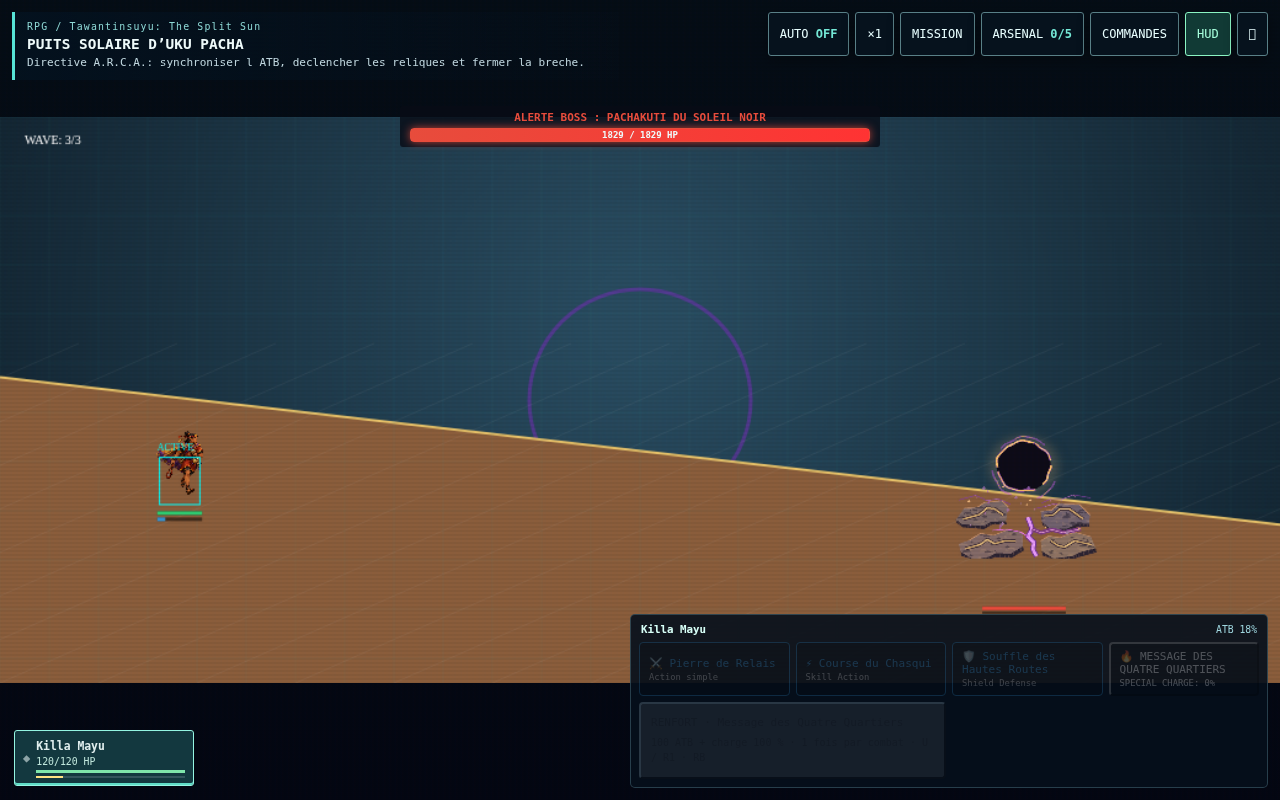 RPG / Tawantinsuyu: The Split Sun
PUITS SOLAIRE D’UKU PACHA
Directive A.R.C.A.: synchroniser l ATB, declencher les reliques et fermer la breche.
AUTO OFF
×1
MISSION
ARSENAL 0/5
COMMANDES
HUD
ALERTE BOSS : PACHAKUTI DU SOLEIL NOIR
1829 / 1829 HP
WAVE: 3/3
Killa Mayu
ATB 18%
Pierre de Relais
Action simple
Course du Chasqui
Skill Action
Souffle des
Hautes Routes
Shield Defense
MESSAGE DES
QUATRE QUARTIERS
SPECIAL CHARGE: 0%
Killa Mayu
120/120 HP